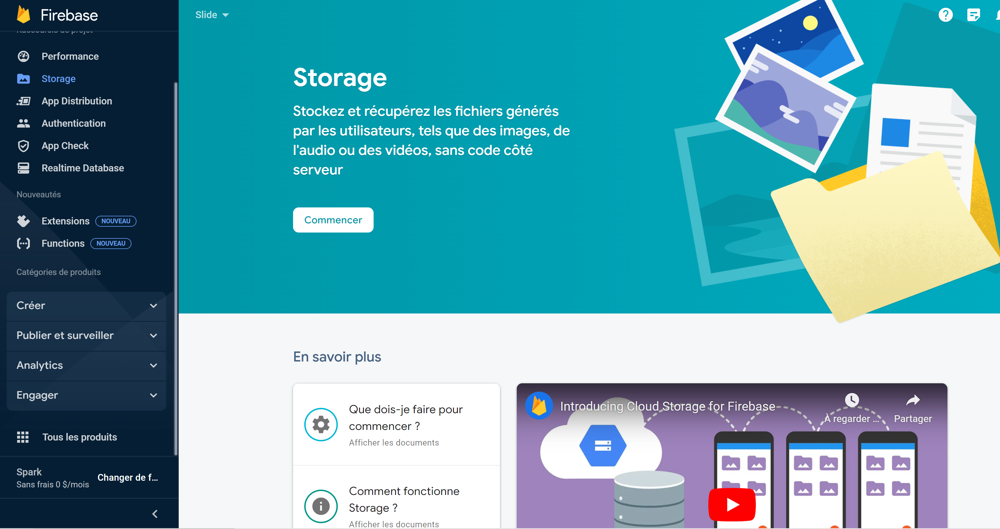 Firebase
Slide
Raccourcis de projet
Performance
Storage
App Distribution
Authentication
App Check
Realtime Database
Nouveautés
Extensions NOUVEAU
Functions NOUVEAU
Catégories de produits
Créer
Publier et surveiller
Analytics
Engager
Tous les produits
Spark
Sans frais 0 $/mois
Changer de f...
Storage
Stockez et récupérez les fichiers générés
par les utilisateurs, tels que des images, de
l'audio ou des vidéos, sans code côté
serveur
Commencer
En savoir plus
Que dois-je faire pour
commencer ?
Afficher les documents
Comment fonctionne
Storage ?
Afficher les documents
Introducing Cloud Storage for Firebase
À regarder ...
Partager